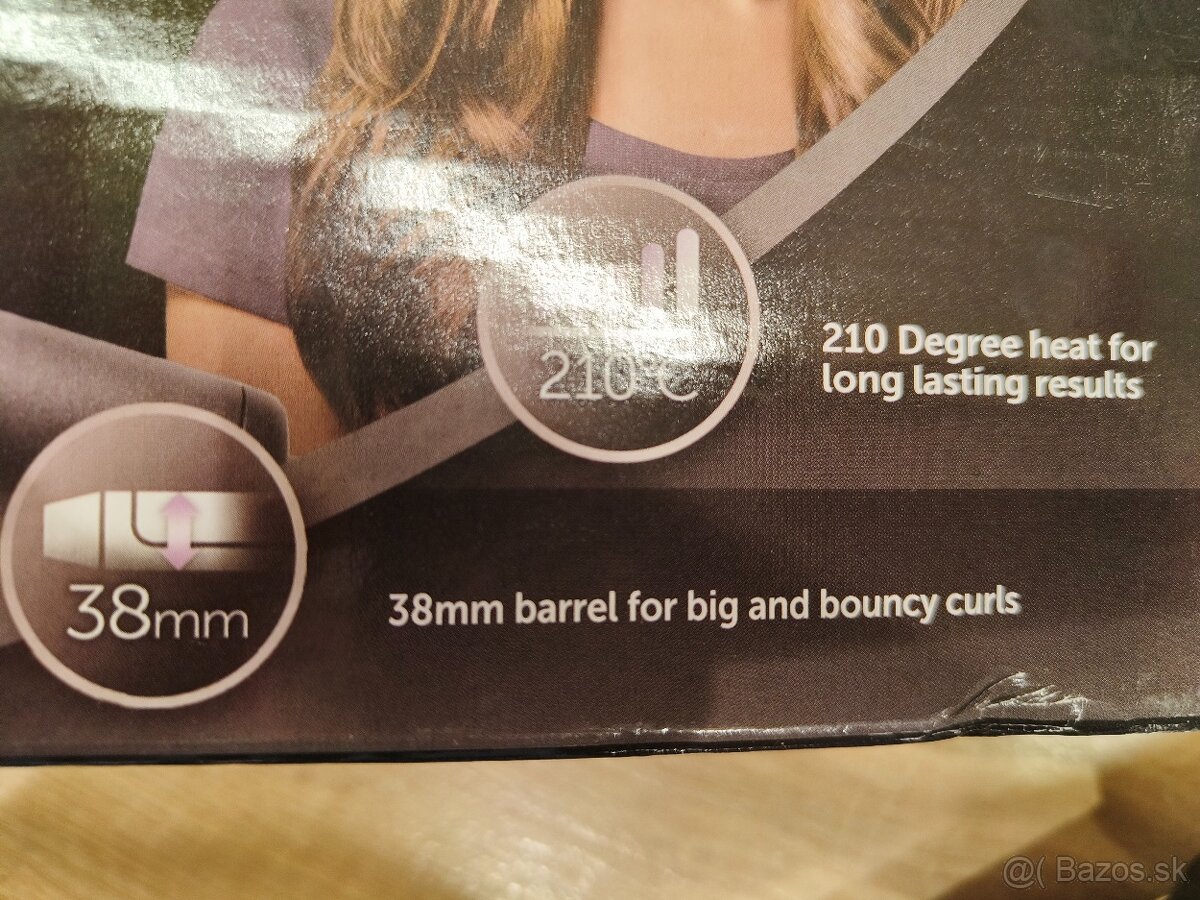 210°C
210 Degree heat for
long lasting results
38mm
38mm barrel for big and bouncy curls
@( Bazos.sk